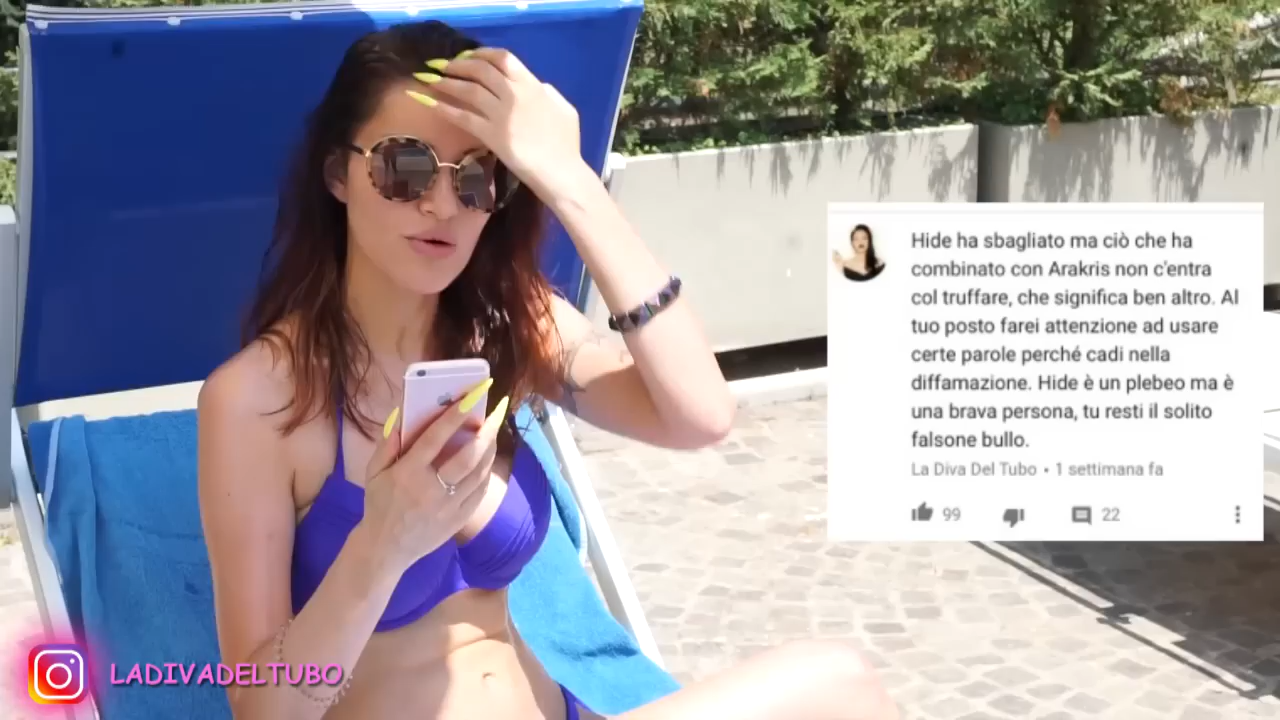 Hide ha sbagliato ma ciò che ha
combinato con Arakris non c'entra
col truffare, che significa ben altro. Al
tuo posto farei attenzione ad usare
certe parole perché cadi nella
diffamazione. Hide è un plebeo ma è
una brava persona, tu resti il solito
falsone bullo.
La Diva Del Tubo • 1 settimana fa
99 22
LADIVADELTUBO